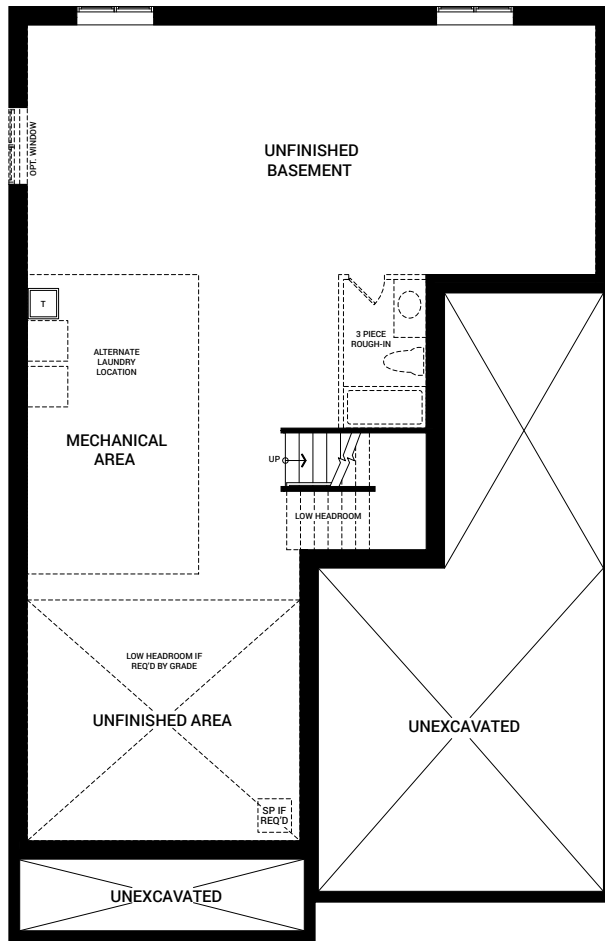 OPT. WINDOW
UNFINISHED
BASEMENT
T
ALTERNATE
LAUNDRY
LOCATION
3 PIECE
ROUGH-IN
MECHANICAL
AREA
UP
LOW HEADROOM
LOW HEADROOM IF
REQ'D BY GRADE
UNFINISHED AREA
UNEXCAVATED
SP IF
REQ'D
UNEXCAVATED